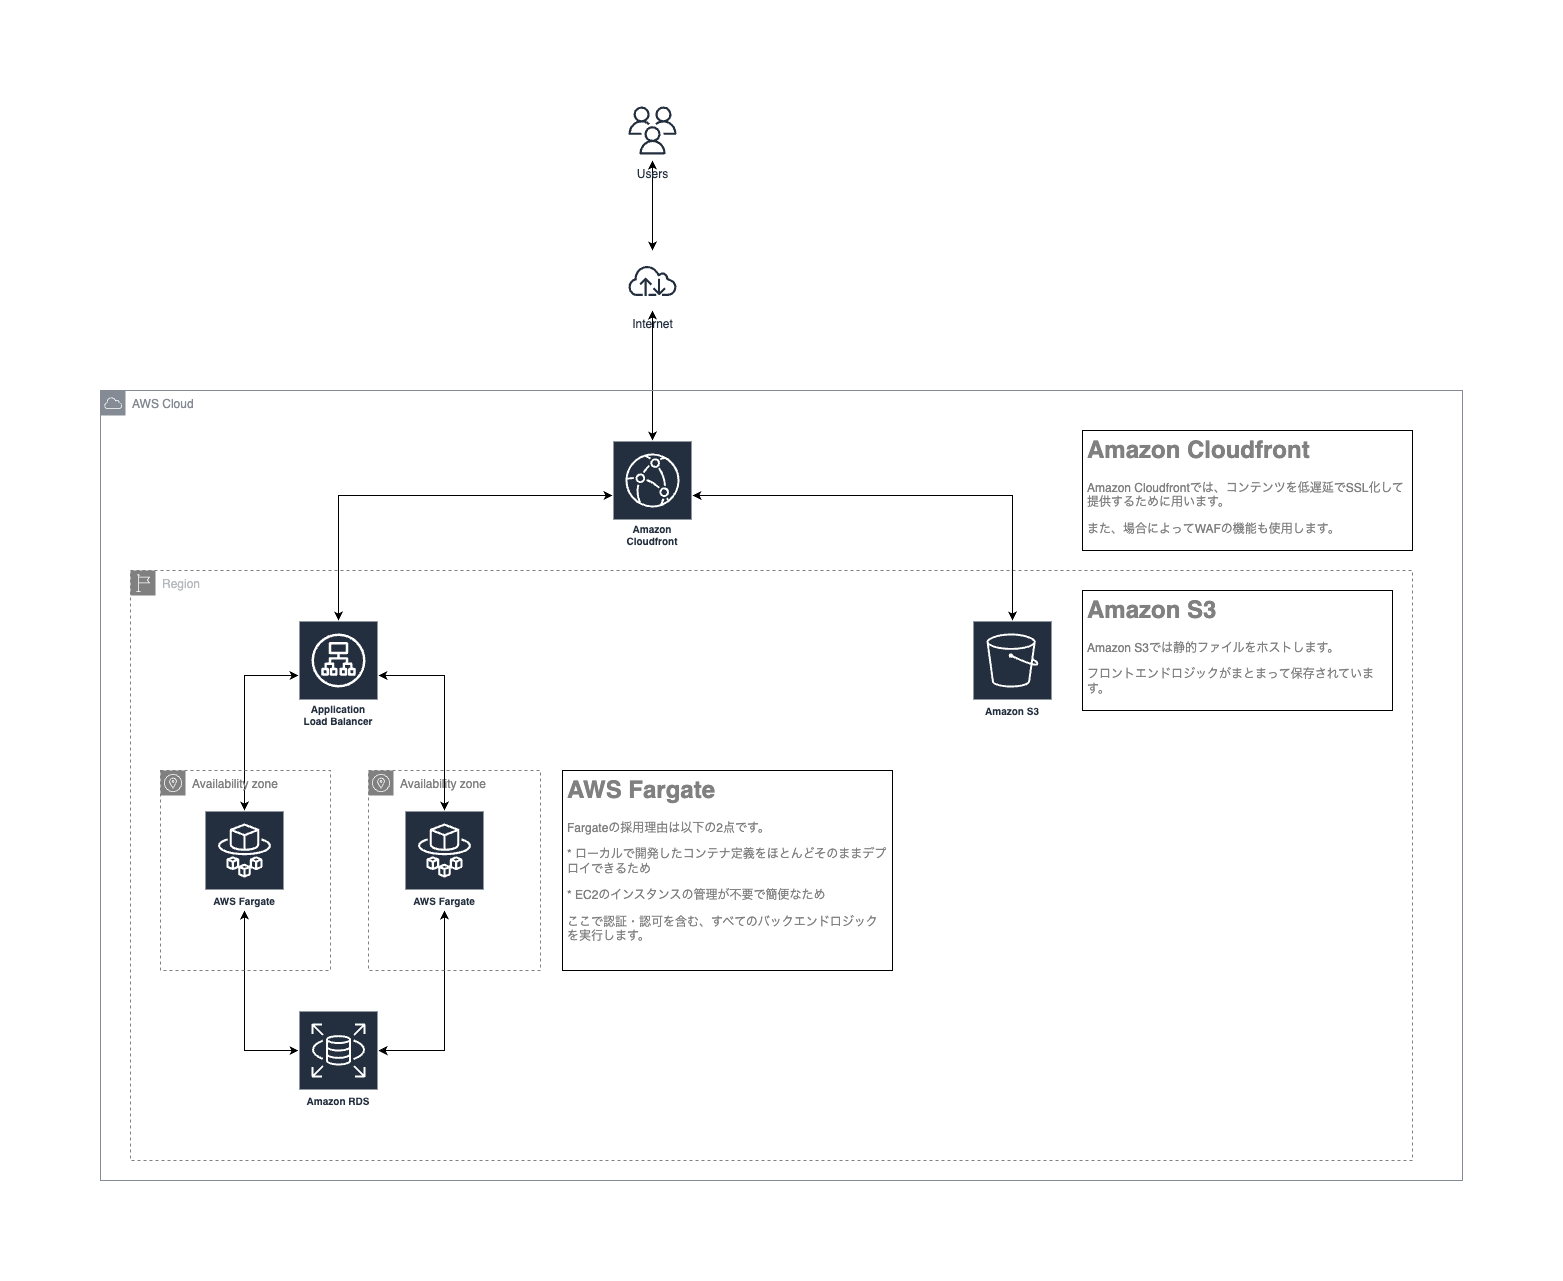 Users
Internet
AWS Cloud
Amazon
Cloudfront
Amazon Cloudfront
Amazon Cloudfrontでは、コンテンツを低遅延でSSL化して
提供するために用います。
また、場合によってWAFの機能も使用します。
Region
Application
Load Balancer
Amazon S3
Amazon S3
Amazon S3では静的ファイルをホストします。
フロントエンドロジックがまとまって保存されていま
す。
Availability zone
AWS Fargate
Availability zone
AWS Fargate
AWS Fargate
Fargateの採用理由は以下の2点です。
* ローカルで開発したコンテナ定義をほとんどそのままデプ
ロイできるため
* EC2のインスタンスの管理が不要で簡便なため
ここで認証・認可を含む、すべてのバックエンドロジック
を実行します。
Amazon RDS